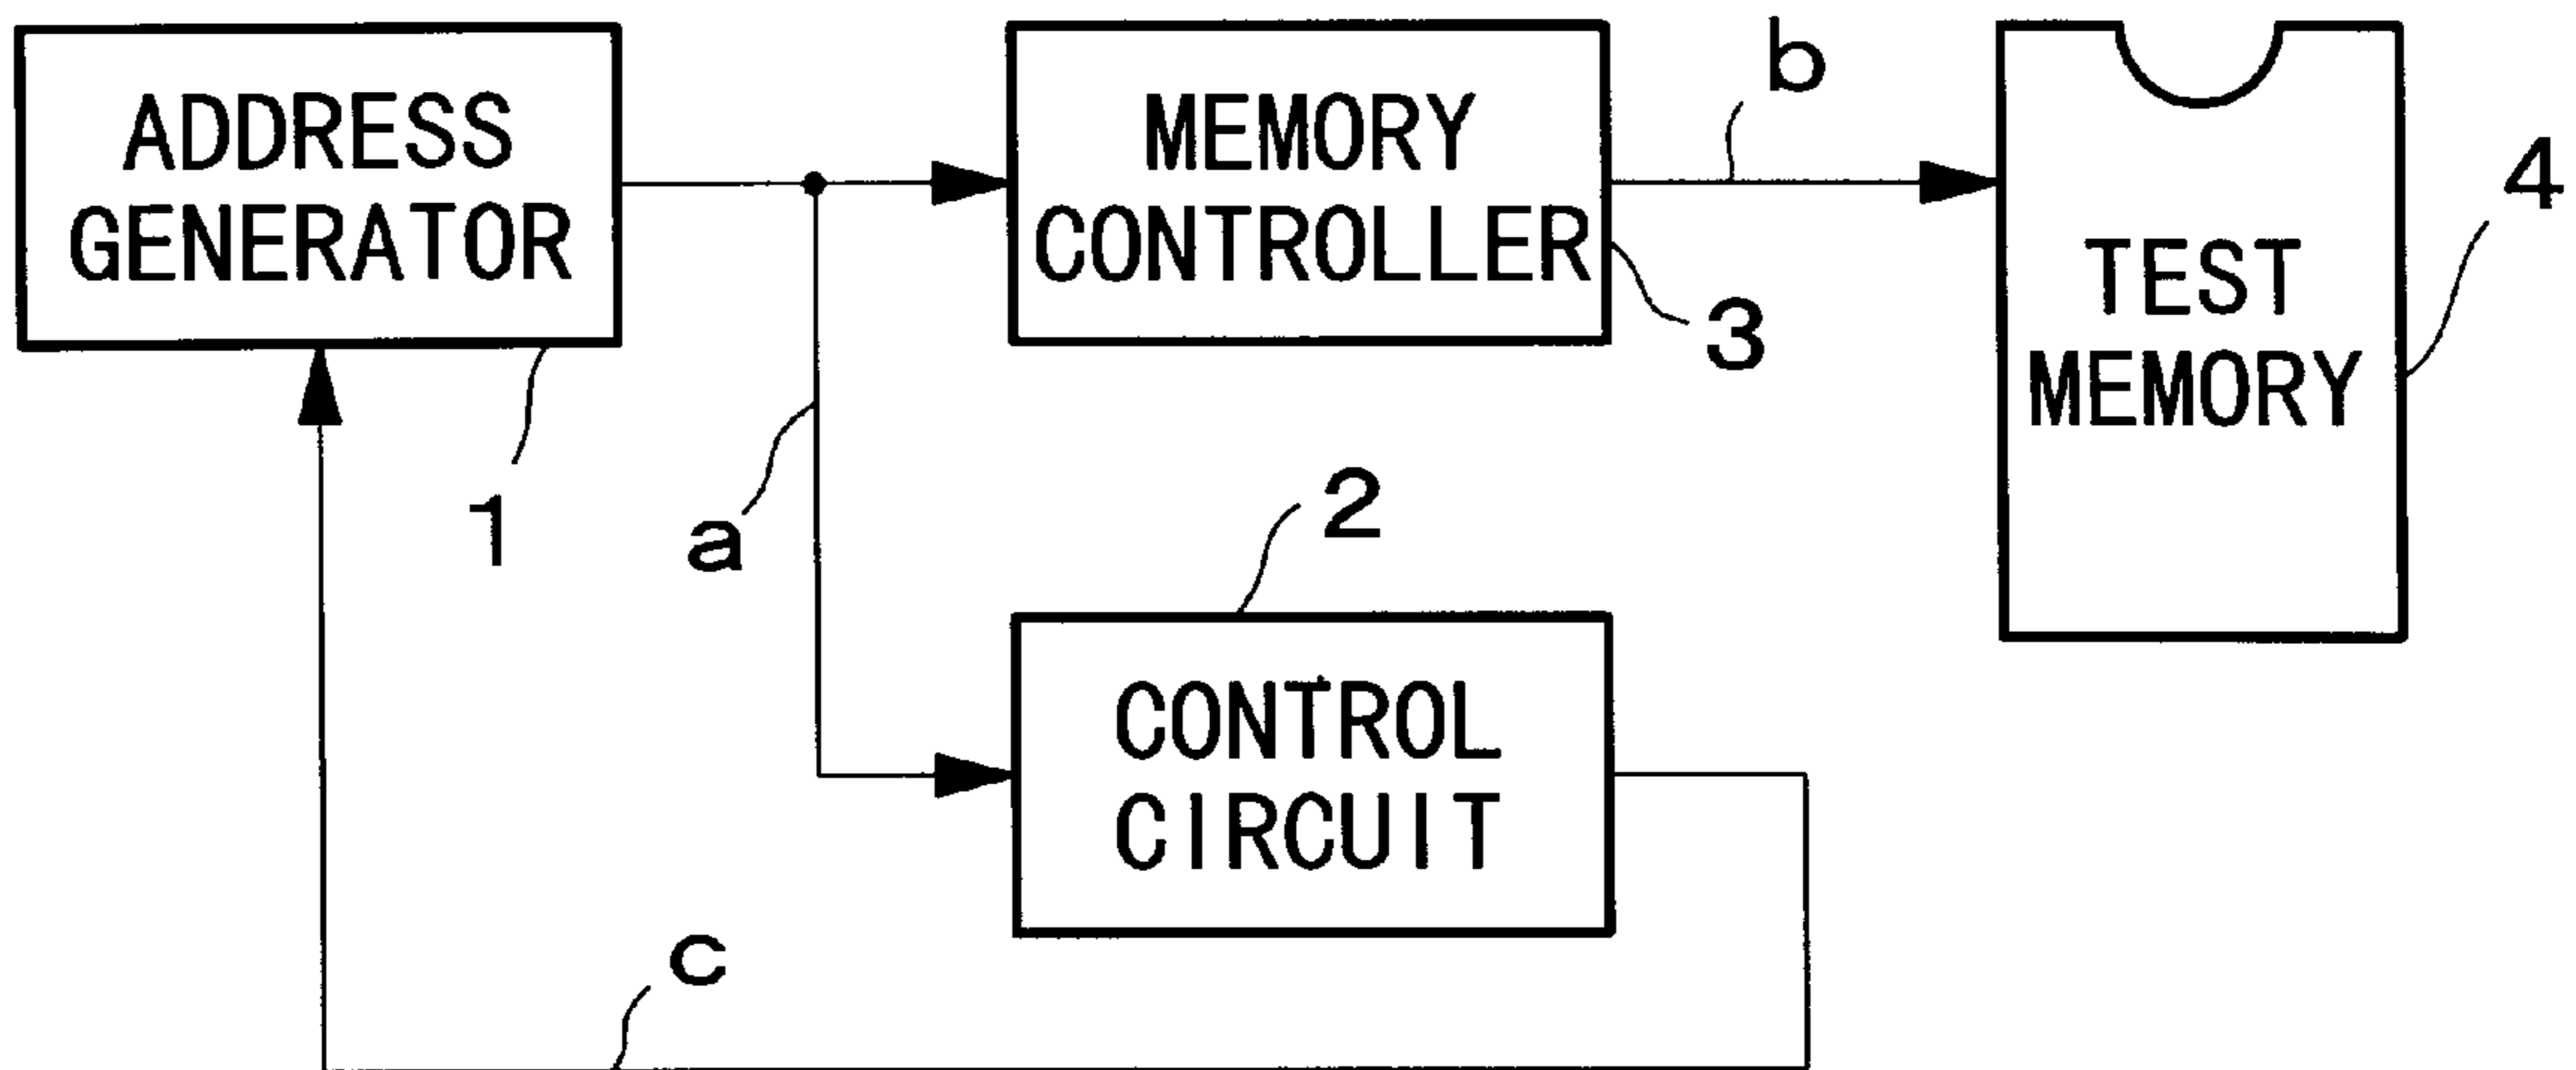 ADDRESS
GENERATOR
1
MEMORY
CONTROLLER
3
b
TEST
MEMORY
4
a
2
CONTROL
CIRCUIT
c